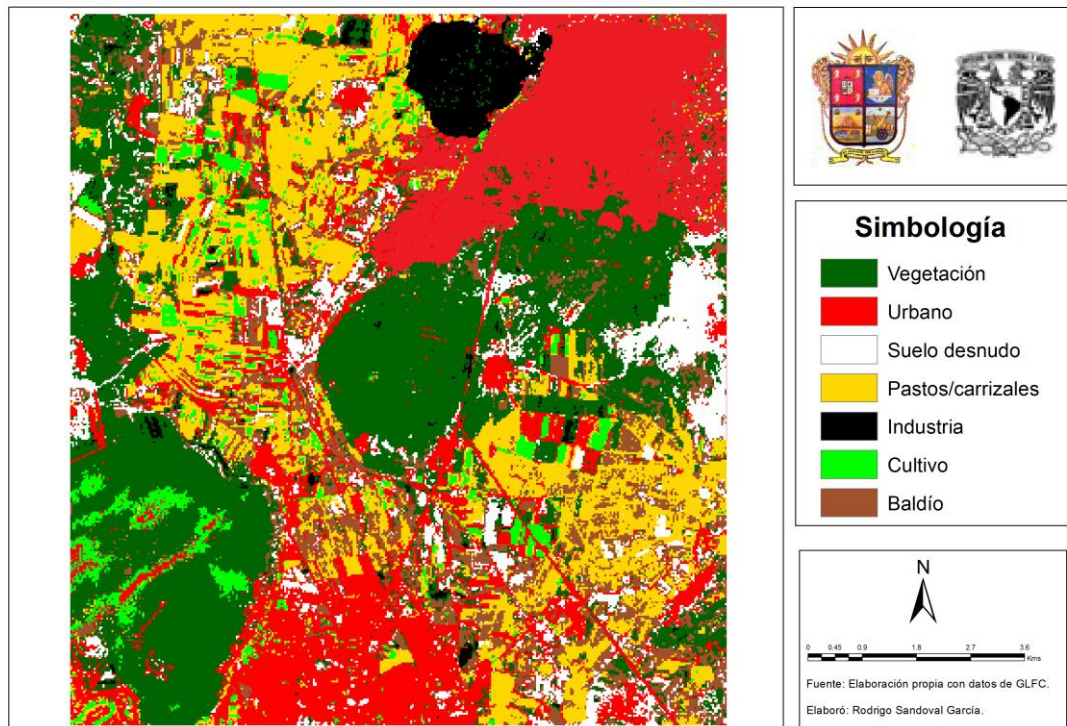 Simbología
Vegetación
Urbano
Suelo desnudo
Pastos/carrizales
Industria
Cultivo
Baldío
N
0 0.45 0.9 1.8 2.7 3.6
Kms
Fuente: Elaboración propia con datos de GLFC.
Elaboró: Rodrigo Sandoval García.